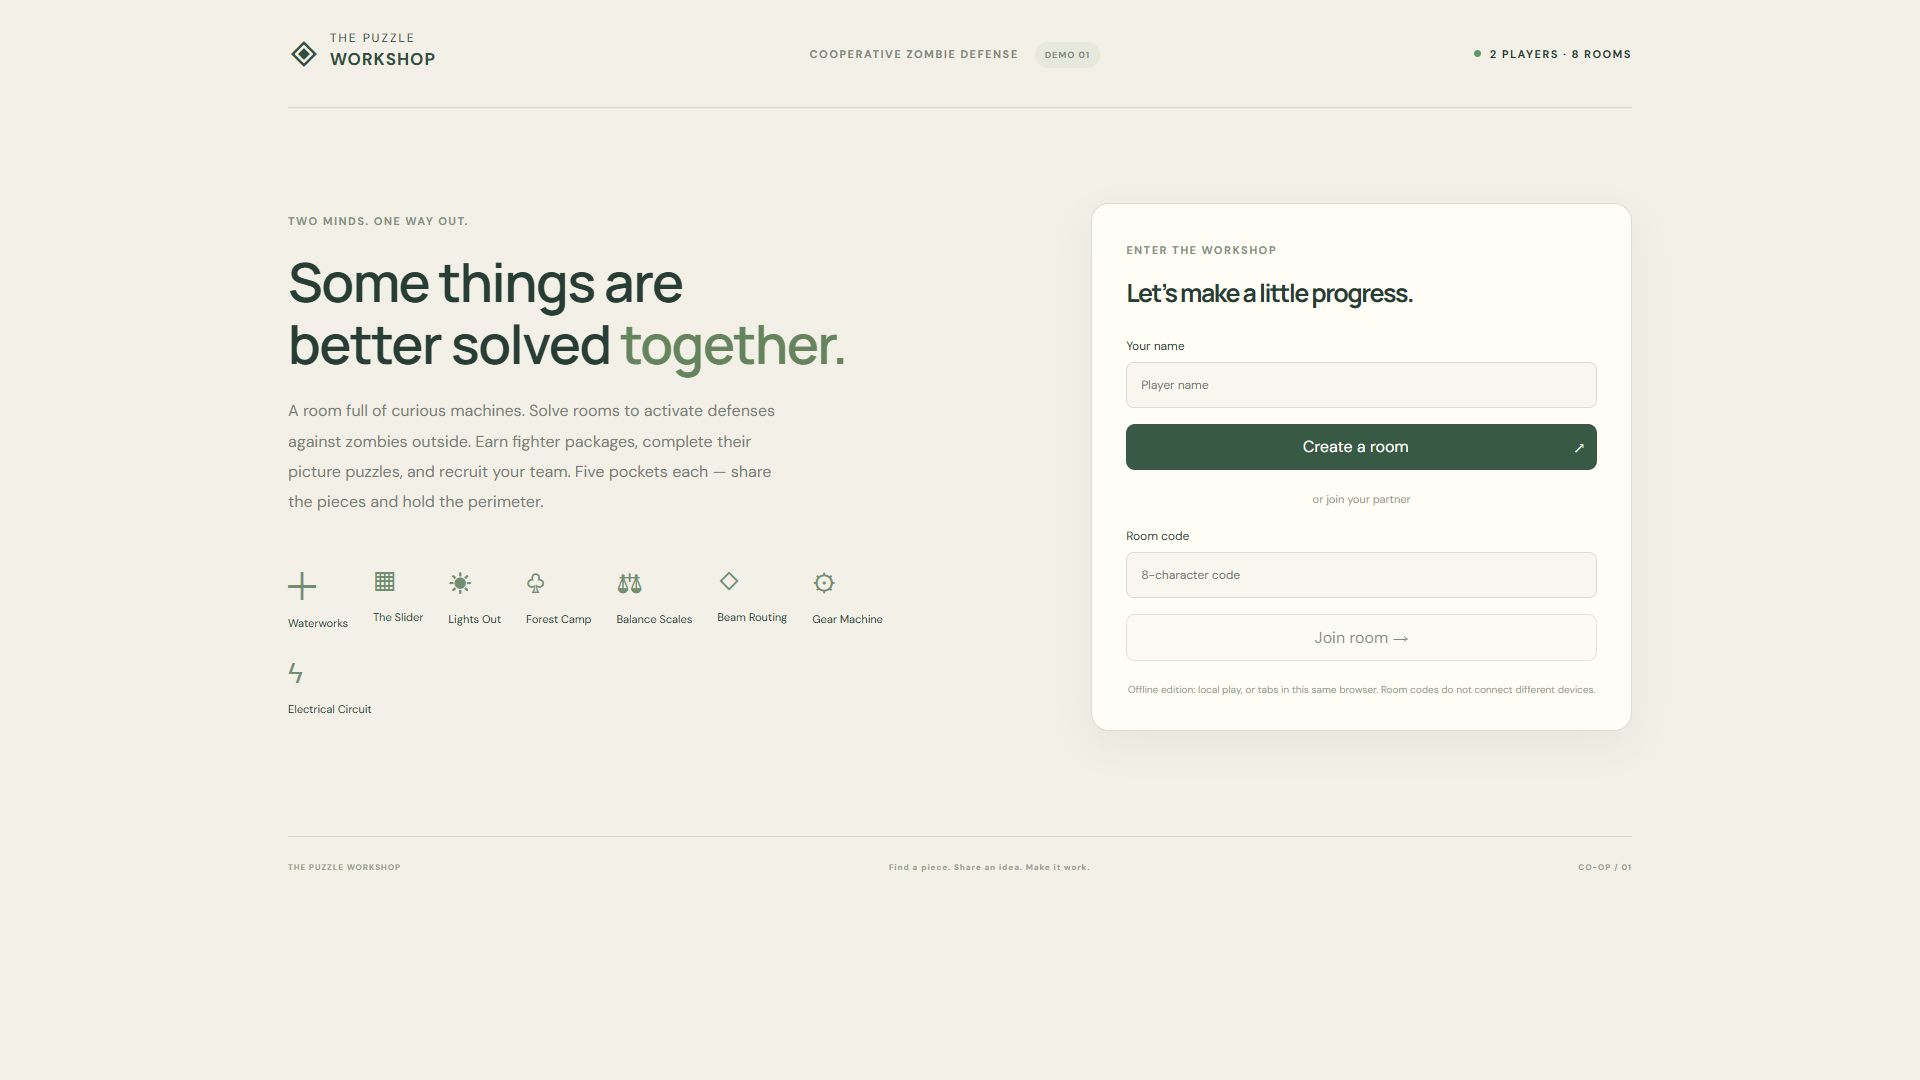 THE PUZZLE
WORKSHOP
COOPERATIVE ZOMBIE DEFENSE
DEMO 01
2 PLAYERS · 8 ROOMS
TWO MINDS. ONE WAY OUT.
Some things are
better solved together.
A room full of curious machines. Solve rooms to activate defenses
against zombies outside. Earn fighter packages, complete their
picture puzzles, and recruit your team. Five pockets each — share
the pieces and hold the perimeter.
Waterworks
The Slider
Lights Out
Forest Camp
Balance Scales
Beam Routing
Gear Machine
Electrical Circuit
ENTER THE WORKSHOP
Let’s make a little progress.
Your name
Player name
Create a room ↗
or join your partner
Room code
8-character code
Join room →
Offline edition: local play, or tabs in this same browser. Room codes do not connect different devices.
THE PUZZLE WORKSHOP
Find a piece. Share an idea. Make it work.
CO-OP / 01